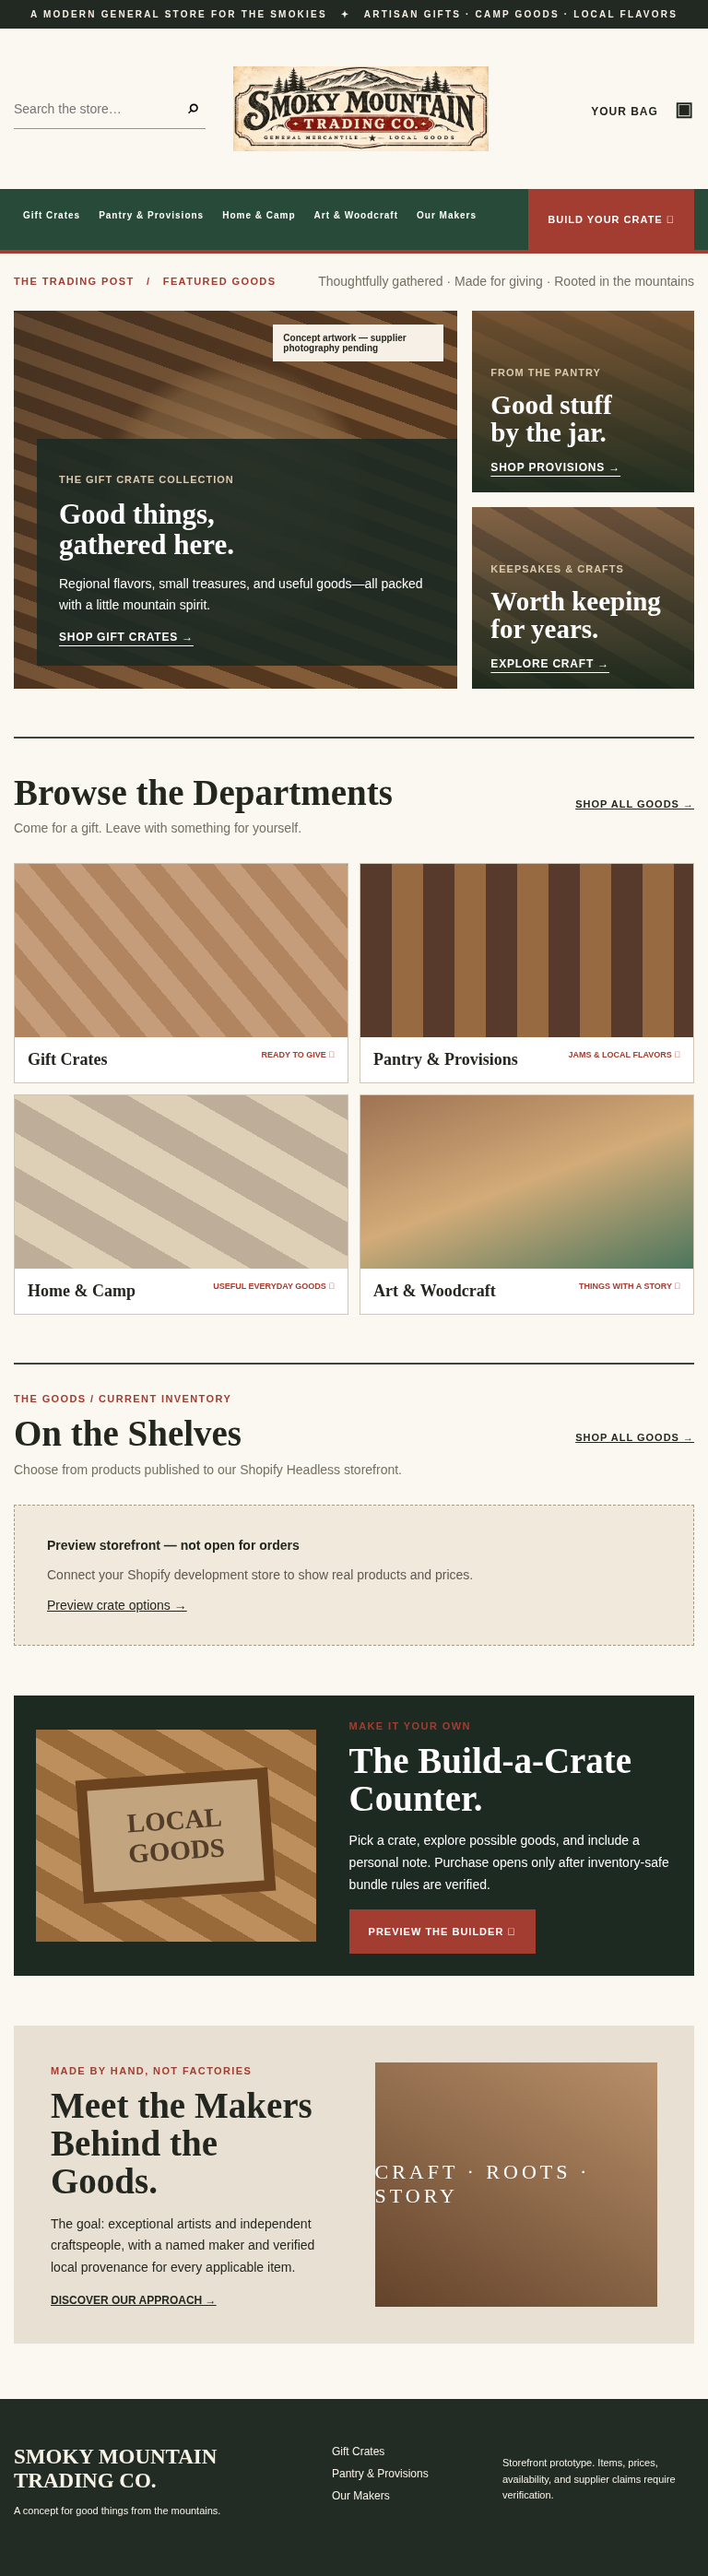 A MODERN GENERAL STORE FOR THE SMOKIES ✦ ARTISAN GIFTS · CAMP GOODS · LOCAL FLAVORS
Search the store…
SMOKY MOUNTAIN
TRADING CO.
GENERAL MERCANTILE ★ LOCAL GOODS
YOUR BAG
Gift Crates
Pantry & Provisions
Home & Camp
Art & Woodcraft
Our Makers
BUILD YOUR CRATE
THE TRADING POST / FEATURED GOODS
Thoughtfully gathered · Made for giving · Rooted in the mountains
Concept artwork — supplier
photography pending
THE GIFT CRATE COLLECTION
Good things,
gathered here.
Regional flavors, small treasures, and useful goods—all packed
with a little mountain spirit.
SHOP GIFT CRATES →
FROM THE PANTRY
Good stuff
by the jar.
SHOP PROVISIONS →
KEEPSAKES & CRAFTS
Worth keeping
for years.
EXPLORE CRAFT →
Browse the Departments
Come for a gift. Leave with something for yourself.
SHOP ALL GOODS →
Gift Crates
READY TO GIVE
Pantry & Provisions
JAMS & LOCAL FLAVORS
Home & Camp
USEFUL EVERYDAY GOODS
Art & Woodcraft
THINGS WITH A STORY
THE GOODS / CURRENT INVENTORY
On the Shelves
Choose from products published to our Shopify Headless storefront.
SHOP ALL GOODS →
Preview storefront — not open for orders
Connect your Shopify development store to show real products and prices.
Preview crate options →
LOCAL
GOODS
MAKE IT YOUR OWN
The Build-a-Crate
Counter.
Pick a crate, explore possible goods, and include a
personal note. Purchase opens only after inventory-safe
bundle rules are verified.
PREVIEW THE BUILDER
MADE BY HAND, NOT FACTORIES
Meet the Makers
Behind the
Goods.
The goal: exceptional artists and independent
craftspeople, with a named maker and verified
local provenance for every applicable item.
DISCOVER OUR APPROACH →
CRAFT · ROOTS ·
STORY
SMOKY MOUNTAIN
TRADING CO.
A concept for good things from the mountains.
Gift Crates
Pantry & Provisions
Our Makers
Storefront prototype. Items, prices,
availability, and supplier claims require
verification.